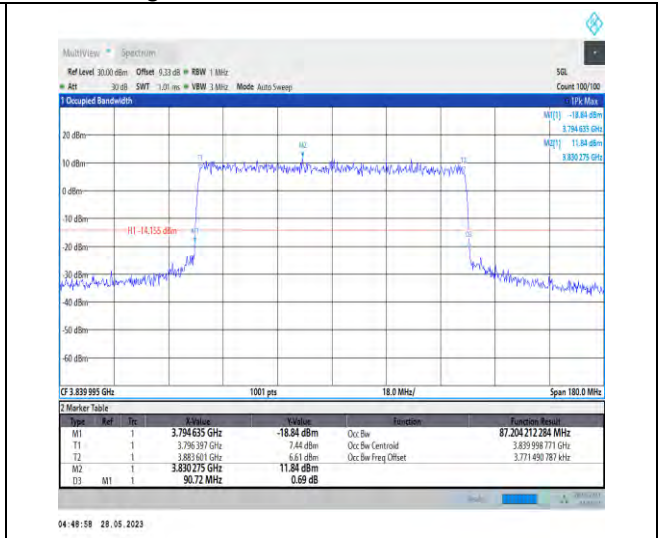 MultiView Spectrum
Ref Level 30.00 dBm Offset 9.33 dB RBW 1 MHz SGL
Att 30 dB SWT 1.01 ms VBW 3 MHz Mode Auto Sweep Count 100/100
1 Occupied Bandwidth 1Pk Max
M1[1] -18.84 dBm
3.794 635 GHz
M2[1] 11.84 dBm
3.830 275 GHz
20 dBm
M2
T1
T2
10 dBm
0 dBm
-10 dBm
H1 -14.155 dBm
M1
D3
-20 dBm
-30 dBm
-40 dBm
-50 dBm
-60 dBm
CF 3.839 995 GHz 1001 pts 18.0 MHz/ Span 180.0 MHz
2 Marker Table
Type Ref Trc X-Value Y-Value Function Function Result
M1 1 3.794 635 GHz -18.84 dBm Occ Bw 87.204 212 284 MHz
T1 1 3.796 397 GHz 7.44 dBm Occ Bw Centroid 3.839 998 771 GHz
T2 1 3.883 601 GHz 6.61 dBm Occ Bw Freq Offset 3.771 490 787 kHz
M2 1 3.830 275 GHz 11.84 dBm
D3 M1 1 90.72 MHz 0.69 dB
04:48:58 28.05.2023